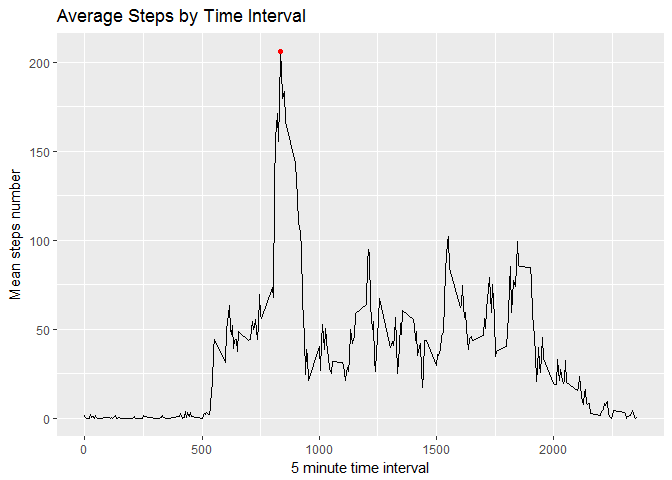 Average Steps by Time Interval
200
150
100
50
0
Mean steps number
0 500 1000 1500 2000
5 minute time interval